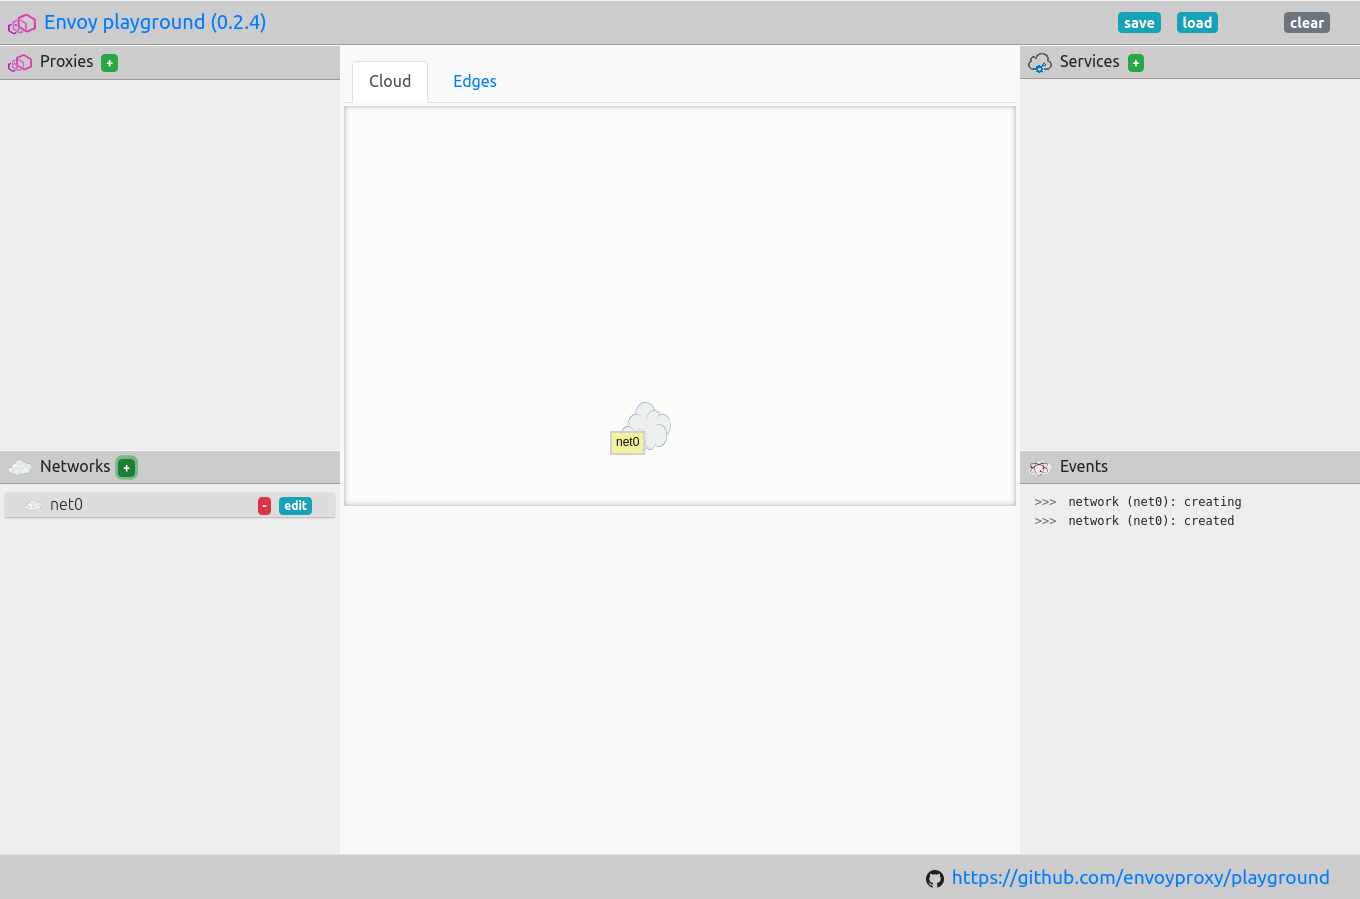 Envoy playground (0.2.4)
save
load
clear
Proxies +
Cloud
Edges
Services +
net0
Networks +
net0
-
edit
Events
>>> network (net0): creating
>>> network (net0): created
https://github.com/envoyproxy/playground